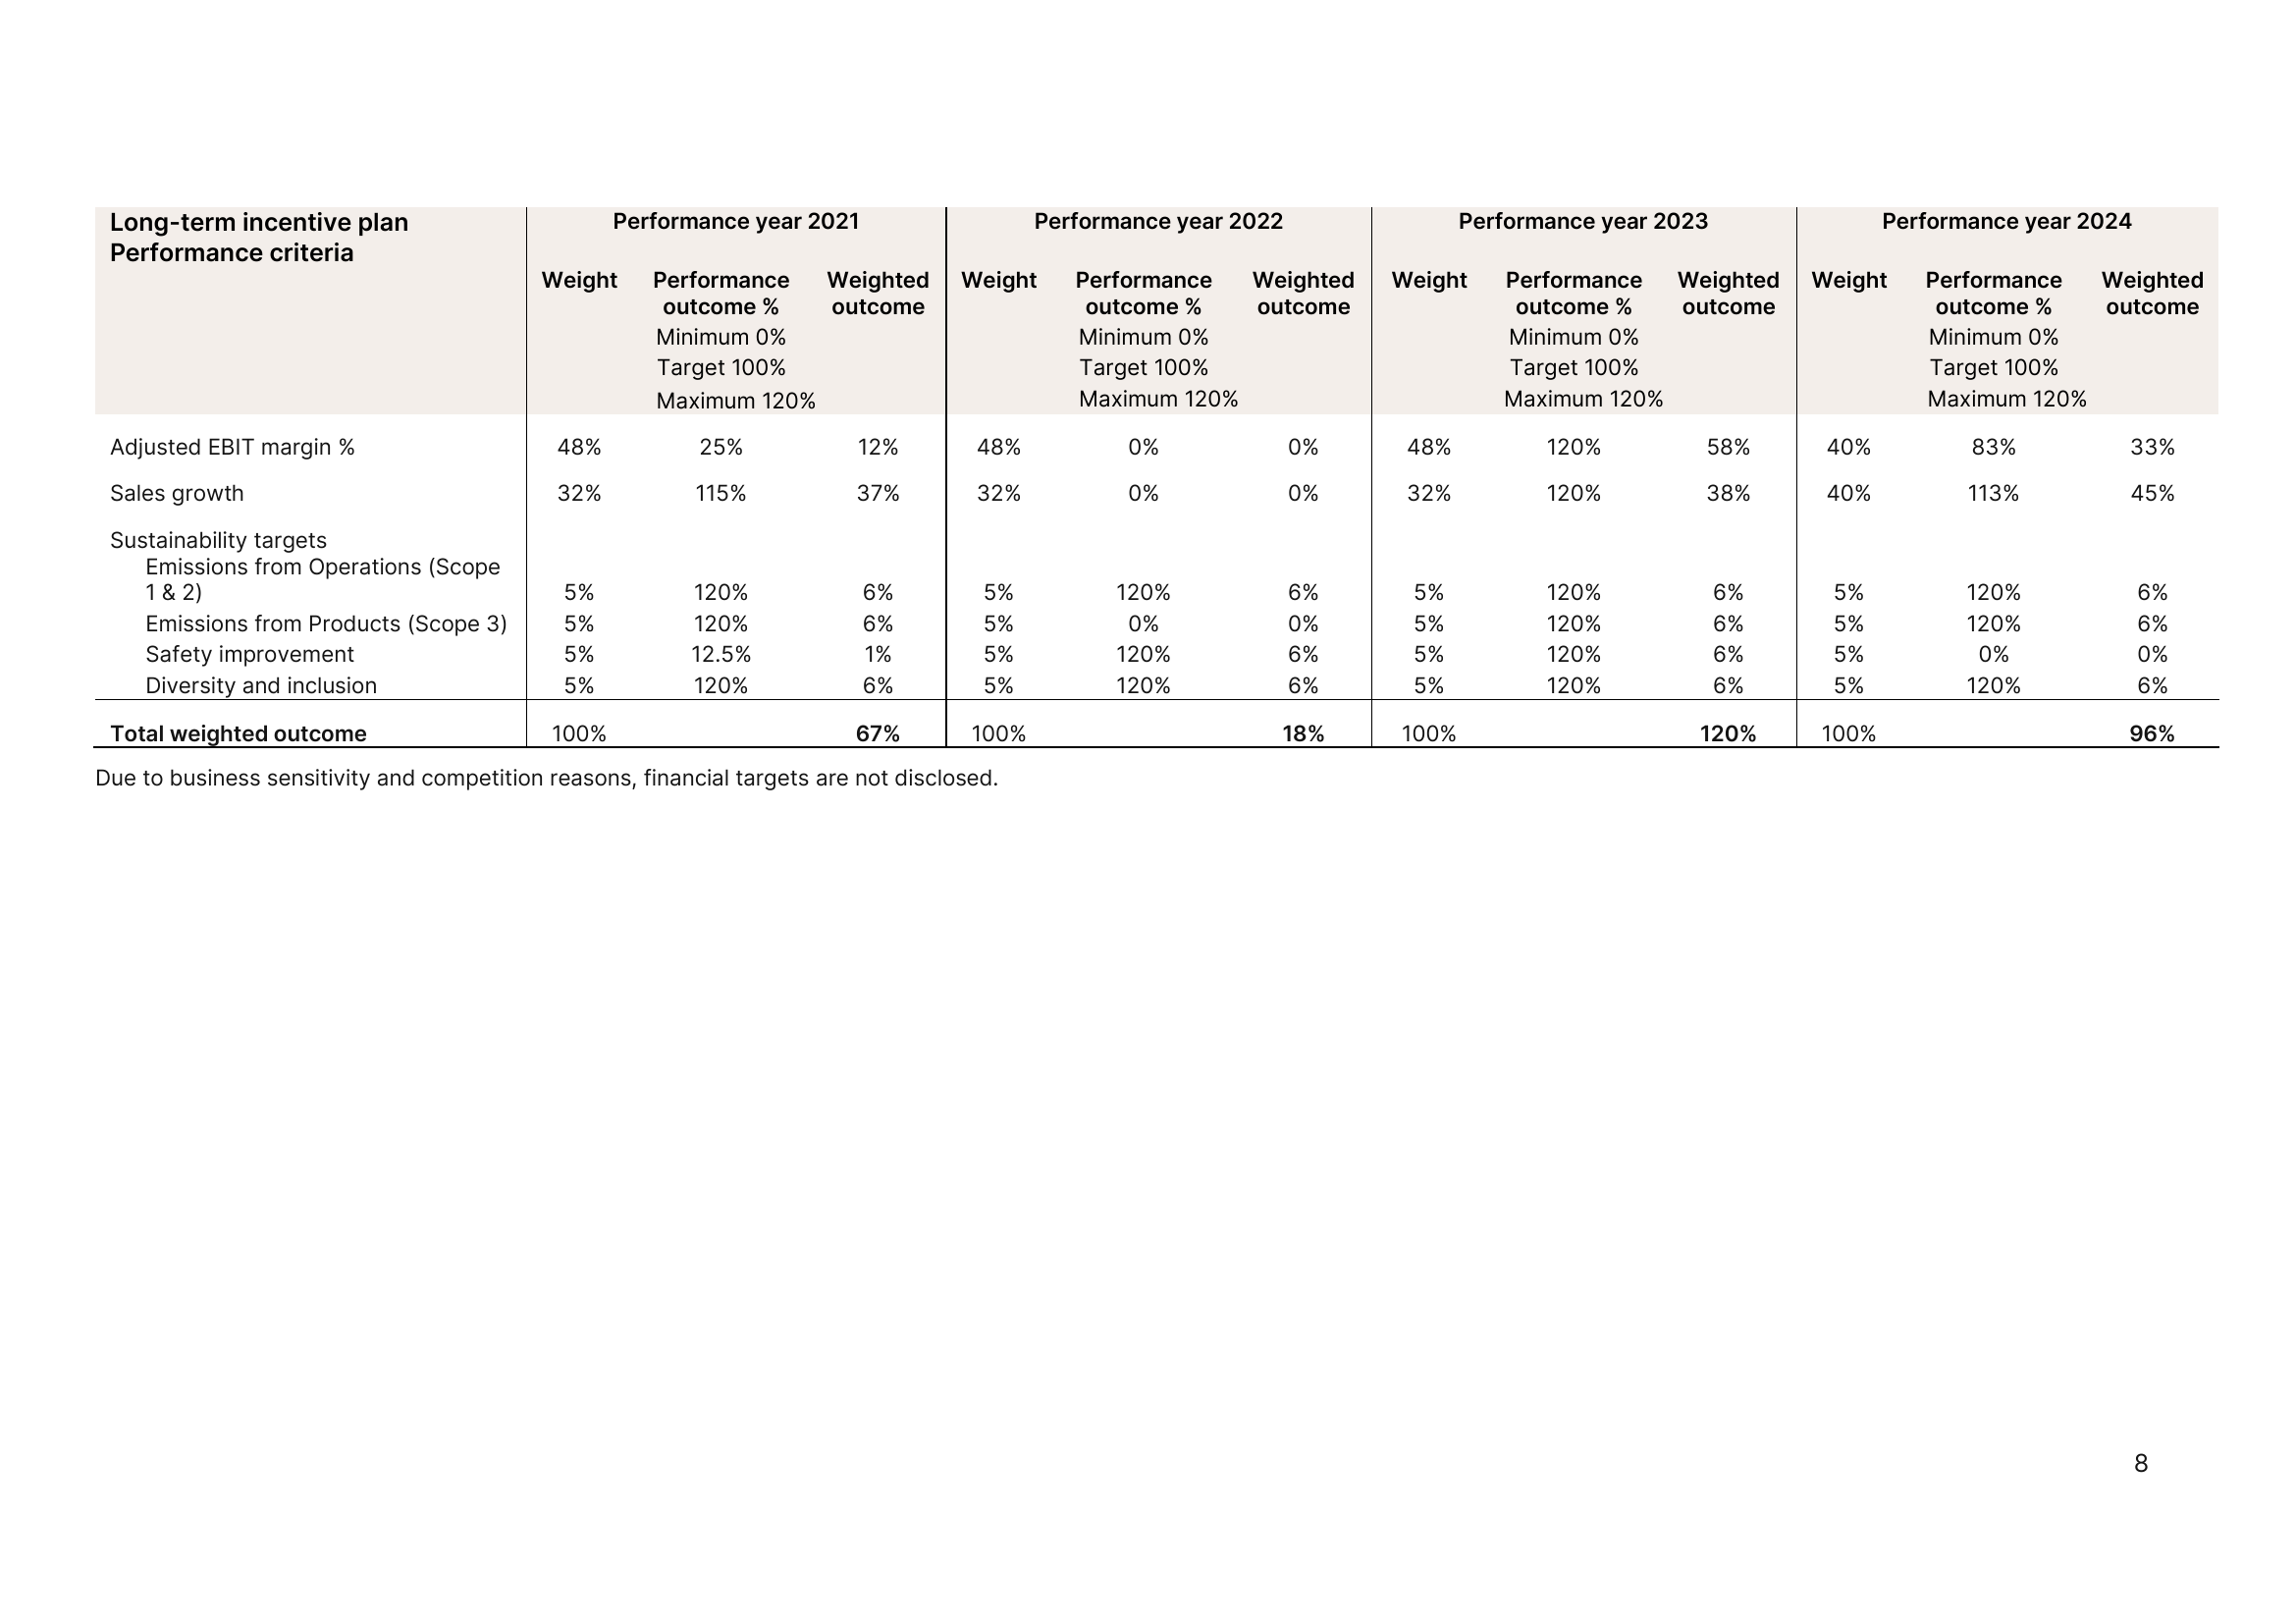 Long-term incentive plan
Performance criteria
Performance year 2021 Performance year 2022 Performance year 2023 Performance year 2024
Weight Performance outcome % Weighted outcome Weight Performance outcome % Weighted outcome Weight Performance outcome % Weighted outcome Weight Performance outcome % Weighted outcome
Minimum 0% Minimum 0% Minimum 0% Minimum 0%
Target 100% Target 100% Target 100% Target 100%
Maximum 120% Maximum 120% Maximum 120% Maximum 120%
Adjusted EBIT margin % 48% 25% 12% 48% 0% 0% 48% 120% 58% 40% 83% 33%
Sales growth 32% 115% 37% 32% 0% 0% 32% 120% 38% 40% 113% 45%
Sustainability targets
Emissions from Operations (Scope
1 & 2) 5% 120% 6% 5% 120% 6% 5% 120% 6% 5% 120% 6%
Emissions from Products (Scope 3) 5% 120% 6% 5% 0% 0% 5% 120% 6% 5% 120% 6%
Safety improvement 5% 12.5% 1% 5% 120% 6% 5% 120% 6% 5% 0% 0%
Diversity and inclusion 5% 120% 6% 5% 120% 6% 5% 120% 6% 5% 120% 6%
Total weighted outcome 100% 67% 100% 18% 100% 120% 100% 96%
Due to business sensitivity and competition reasons, financial targets are not disclosed.
8